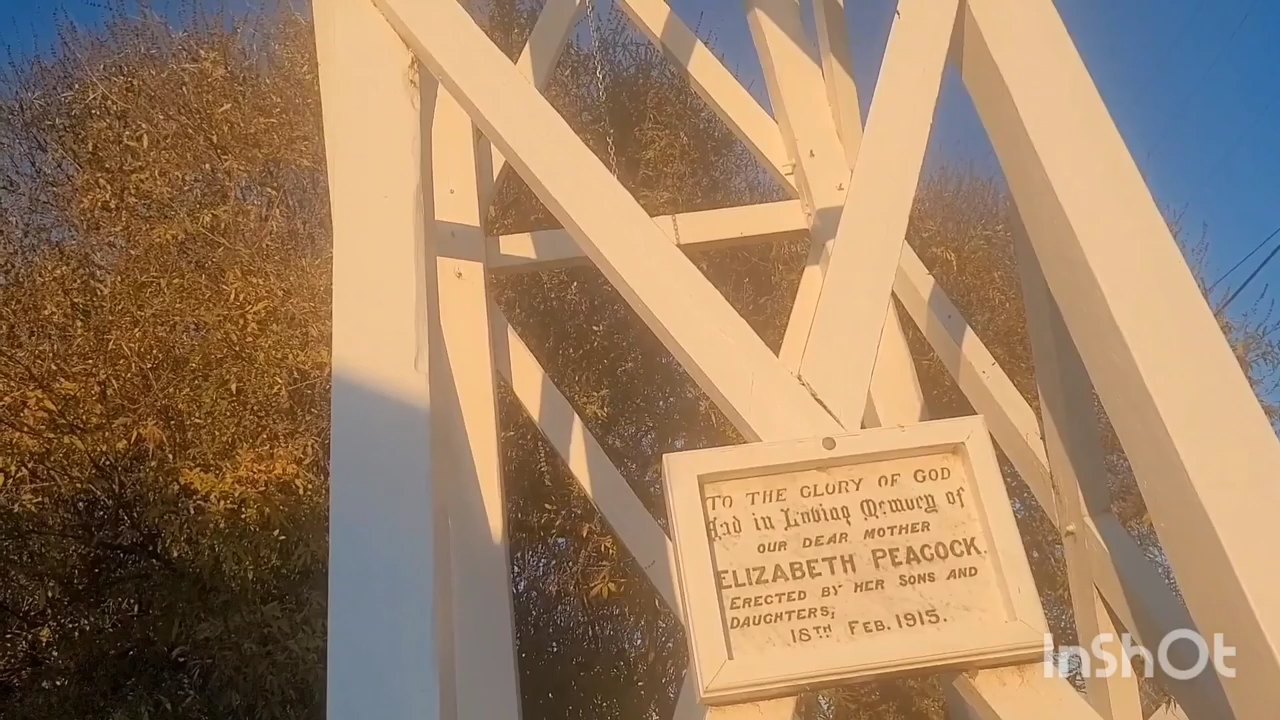 TO THE GLORY OF GOD
And in Loving Memory of
OUR DEAR MOTHER
ELIZABETH PEACOCK.
ERECTED BY HER SONS AND
DAUGHTERS,
18TH FEB. 1915.
InShOt